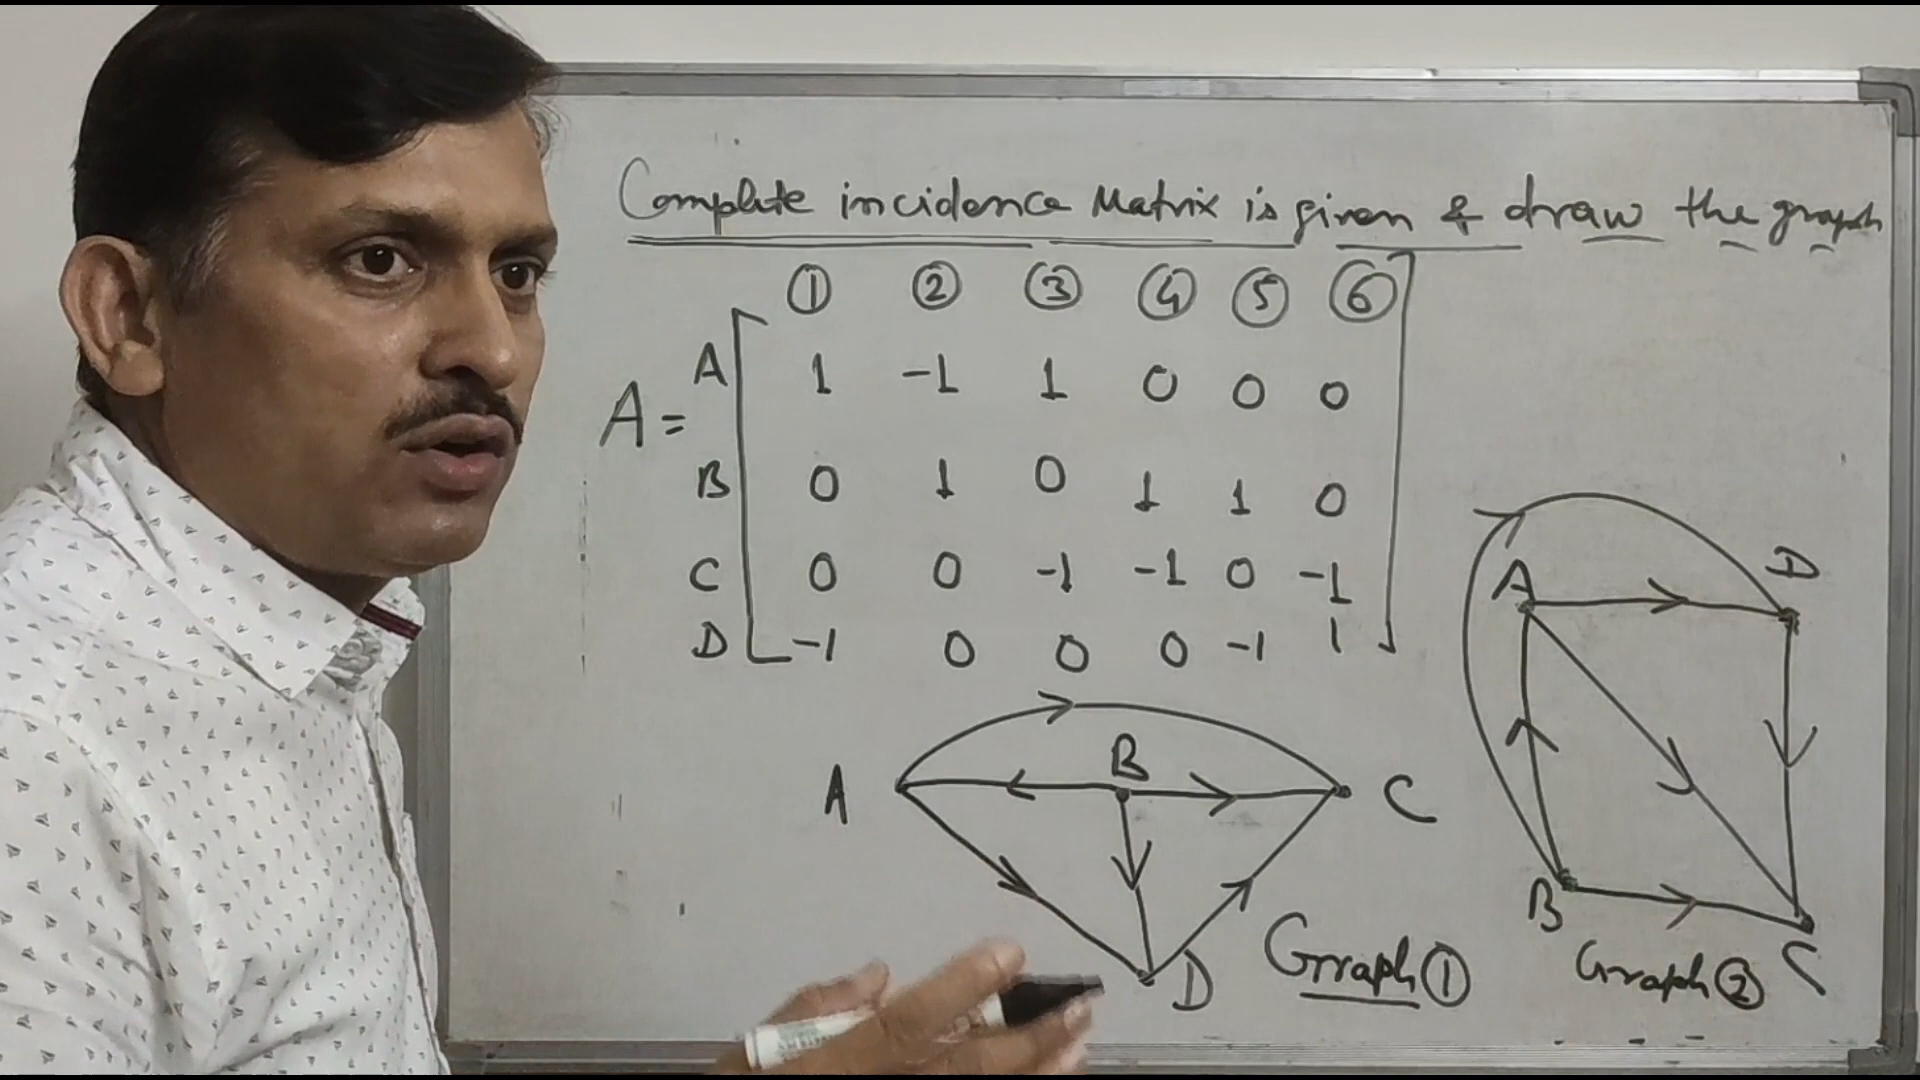 Complete incidence Matrix is given & draw the graph
① ② ③ ④ ⑤ ⑥
A 1 -1 1 0 0 0
A =
B 0 1 0 1 1 0
C 0 0 -1 -1 0 -1
D -1 0 0 0 -1 1
A B C
D
Graph ①
A D
B C
Graph ②